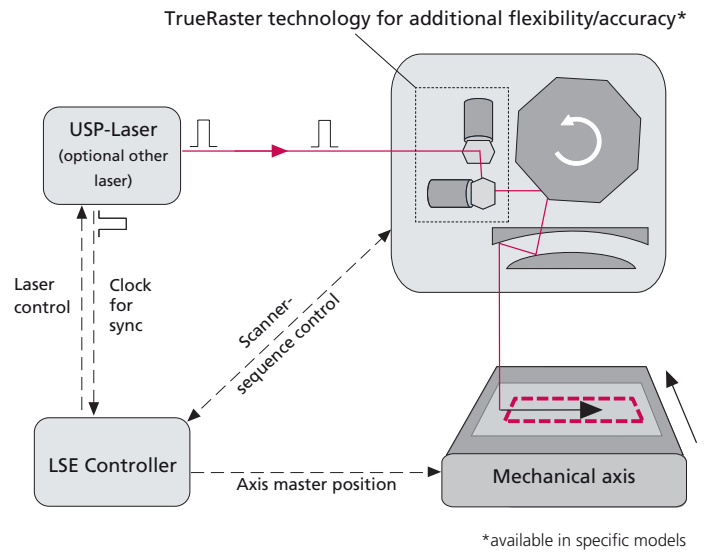 TrueRaster technology for additional flexibility/accuracy*
USP-Laser
(optional other
laser)
Laser
control
Clock
for
sync
Scanner-
sequence control
LSE Controller
Axis master position
Mechanical axis
*available in specific models